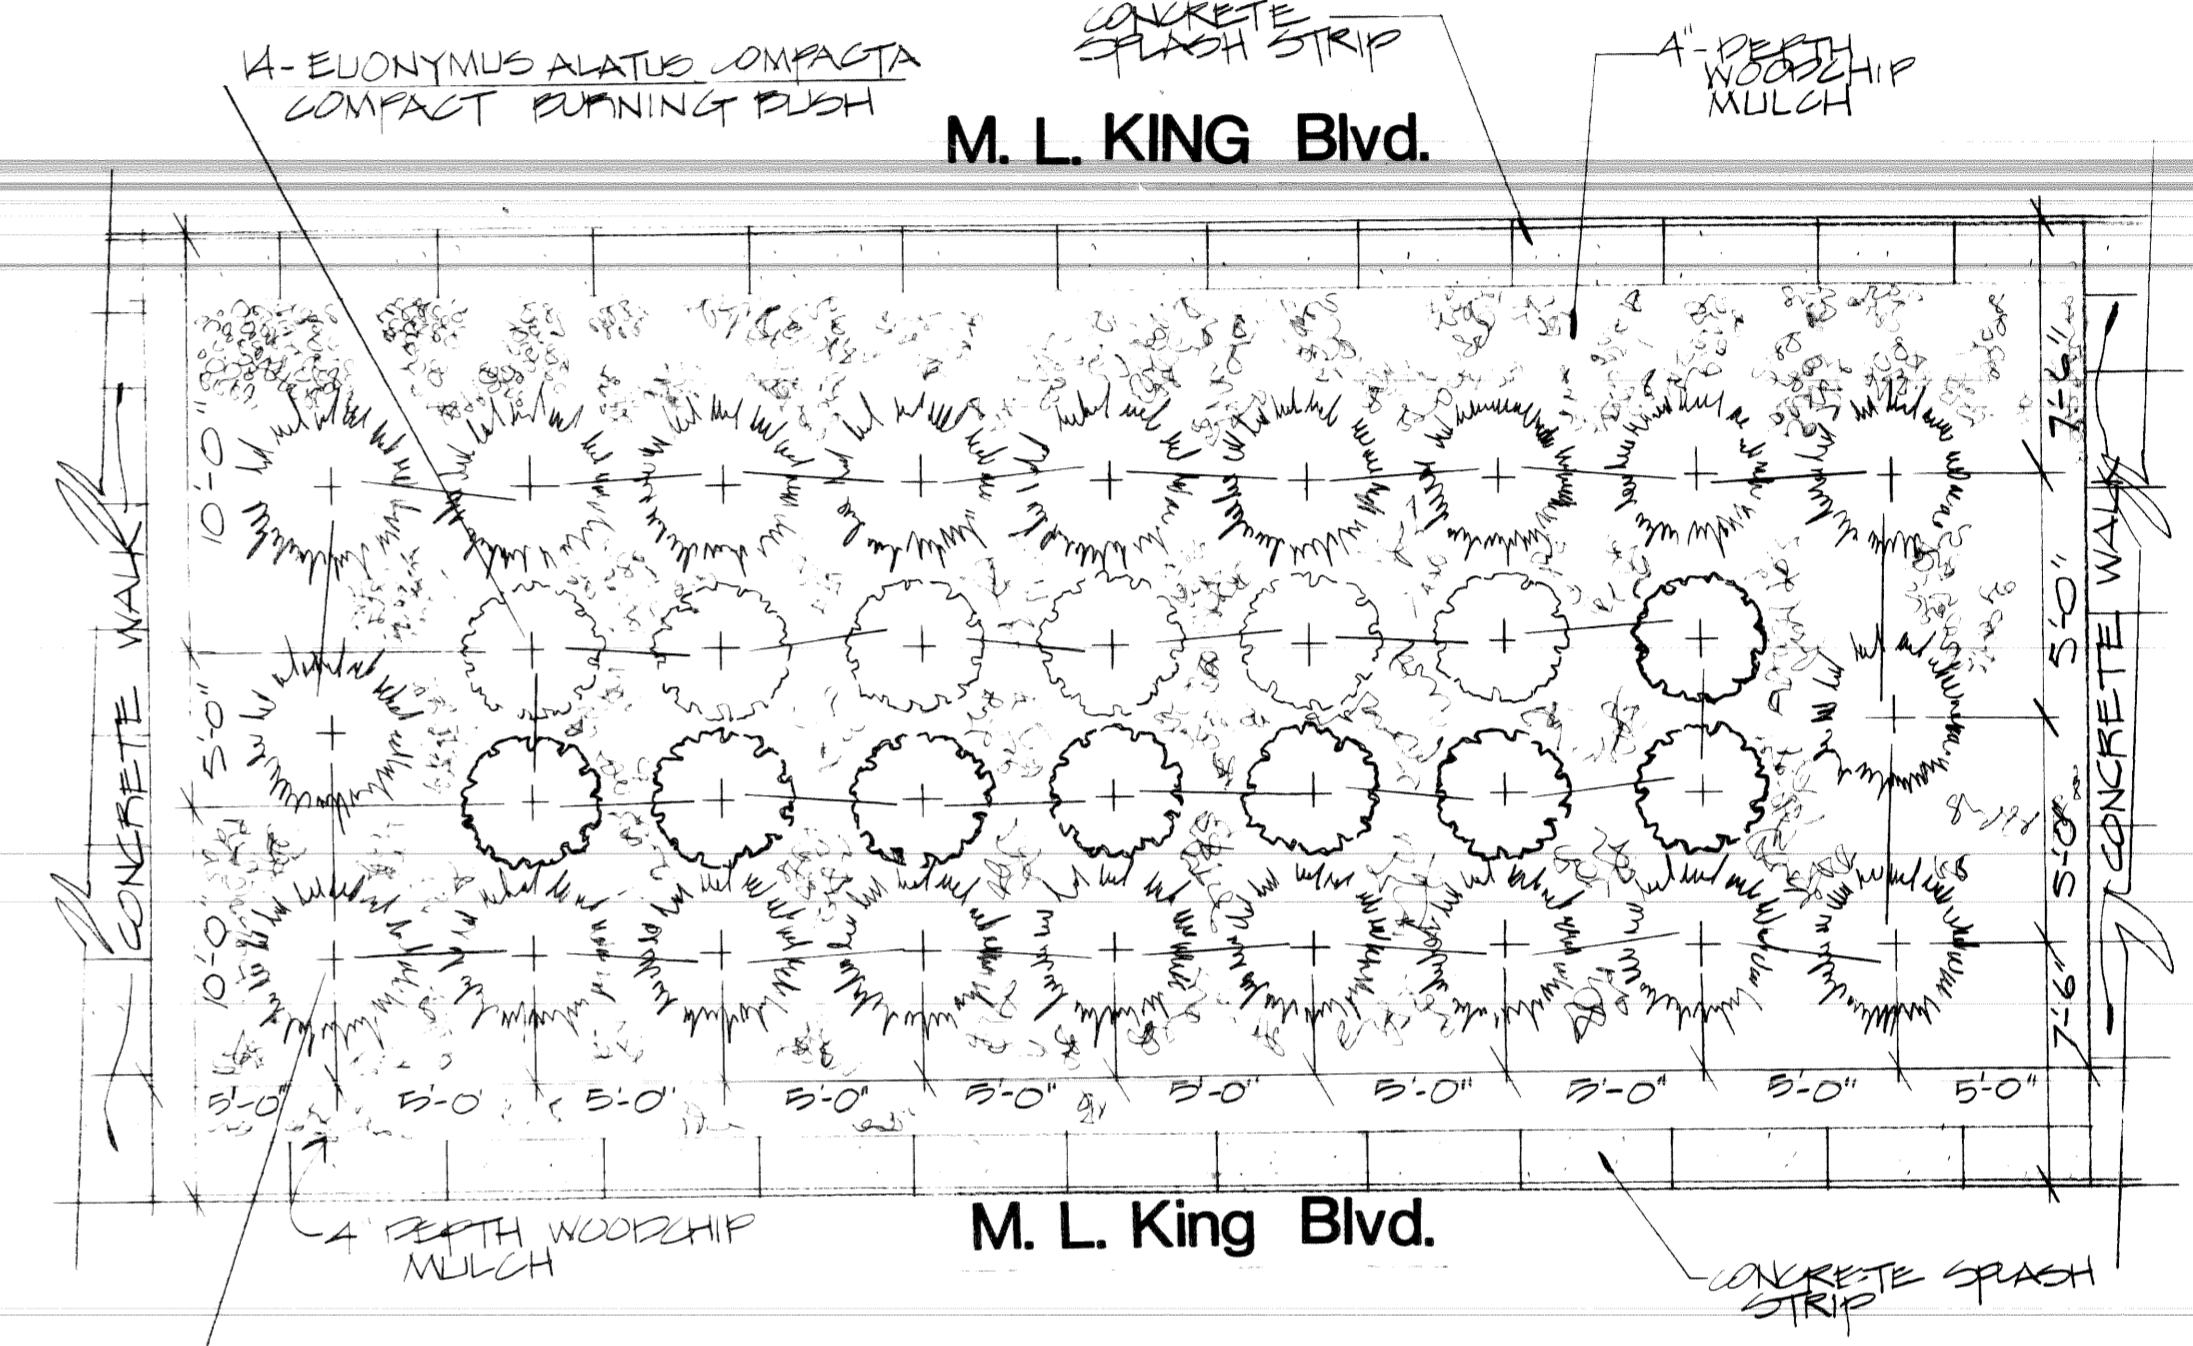 CONCRETE
SPLASH STRIP
14-EUONYMUS ALATUS COMPACTA
COMPACT BURNING BUSH
4"-DEPTH
WOODCHIP
MULCH
M. L. KING Blvd.
10'-0"
5'-0"
10'-0"
CONCRETE WALK
7'-6"
5'-0"
5'-0"
7'-6"
CONCRETE WALK
5'-0" 5'-0 5'-0" 5'-0" 5'-0" 5'-0" 5'-0" 5'-0" 5'-0" 5'-0"
4" DEPTH WOODCHIP
MULCH
M. L. King Blvd.
CONCRETE SPLASH
STRIP